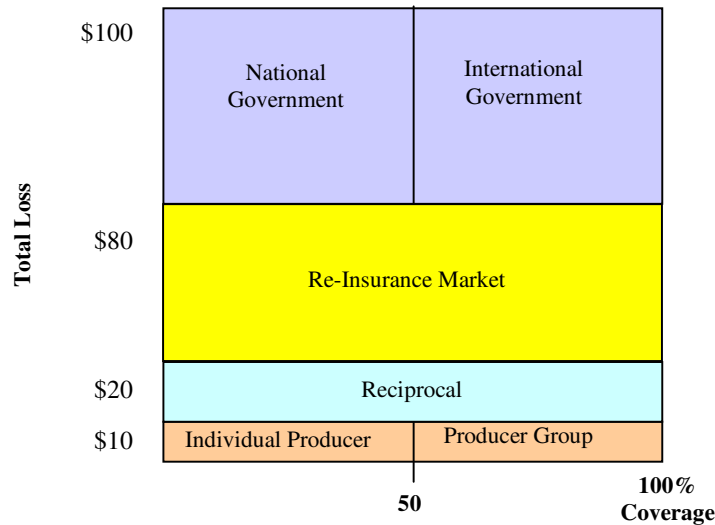 $100
National
Government
International
Government
Total Loss
$80
Re-Insurance Market
$20
Reciprocal
$10
Individual Producer
Producer Group
50
100%
Coverage